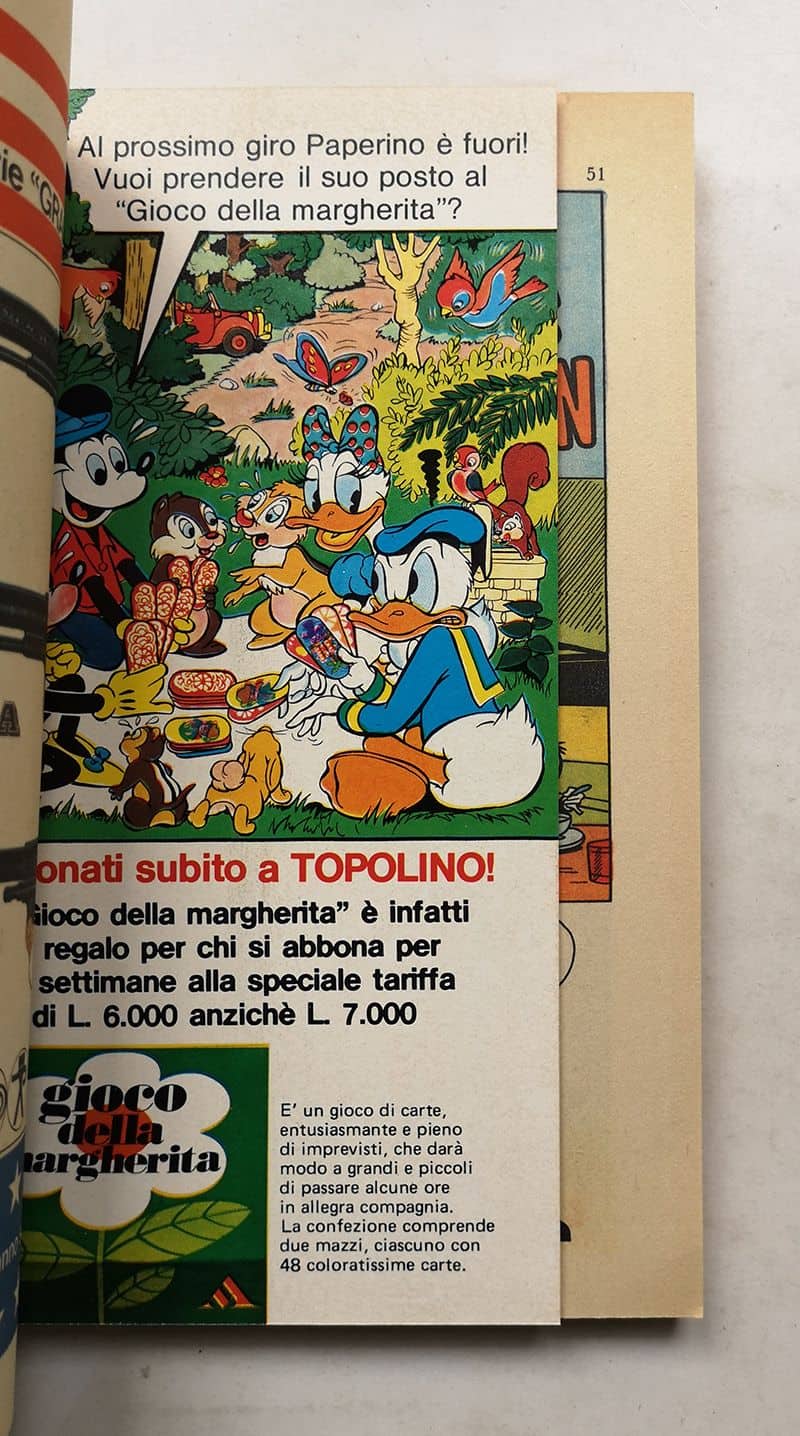 Al prossimo giro Paperino è fuori!
Vuoi prendere il suo posto al
“Gioco della margherita”?
51
N
onati subito a TOPOLINO!
Gioco della margherita” è infatti
regalo per chi si abbona per
settimane alla speciale tariffa
di L. 6.000 anzichè L. 7.000
gioco
della
margherita
E’ un gioco di carte,
entusiasmante e pieno
di imprevisti, che darà
modo a grandi e piccoli
di passare alcune ore
in allegra compagnia.
La confezione comprende
due mazzi, ciascuno con
48 coloratissime carte.